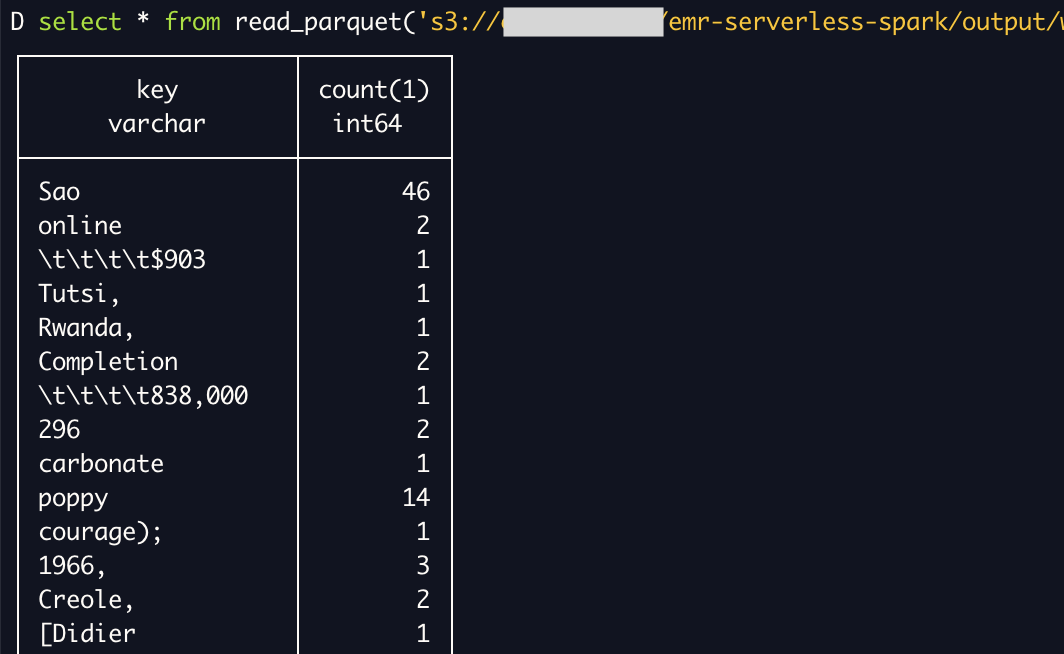 D select * from read_parquet('s3:// /emr-serverless-spark/output/
key count(1)
varchar int64
Sao 46
online 2
\t\t\t\t$903 1
Tutsi, 1
Rwanda, 1
Completion 2
\t\t\t\t838,000 1
296 2
carbonate 1
poppy 14
courage); 1
1966, 3
Creole, 2
[Didier 1